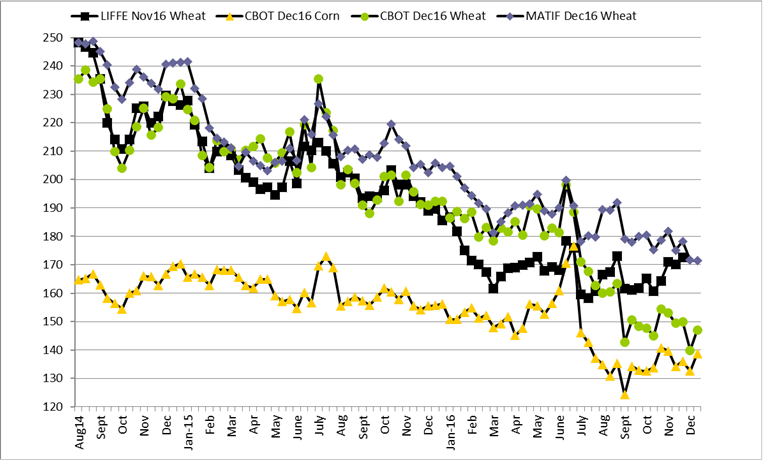 LIFFE Nov16 Wheat CBOT Dec16 Corn CBOT Dec16 Wheat MATIF Dec16 Wheat
250
240
230
220
210
200
190
180
170
160
150
140
130
120
Aug14
Sept
Oct
Nov
Dec
Jan-15
Feb
Mar
Apr
May
June
July
Aug
Sep
Oct
Nov
Dec
Jan-16
Feb
Mar
Apr
May
June
July
Aug
Sept
Oct
Nov
Dec